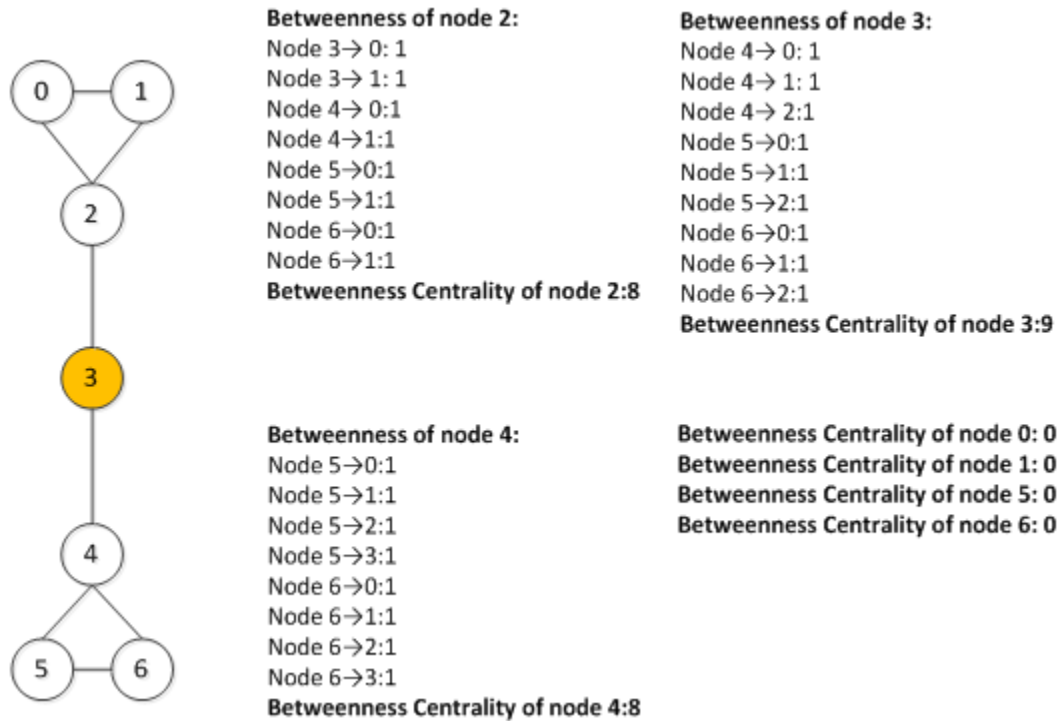 0
1
2
3
4
5
6
Betweenness of node 2:
Node 3→ 0: 1
Node 3→ 1: 1
Node 4→ 0:1
Node 4→1:1
Node 5→0:1
Node 5→1:1
Node 6→0:1
Node 6→1:1
Betweenness Centrality of node 2:8
Betweenness of node 3:
Node 4→ 0: 1
Node 4→ 1: 1
Node 4→ 2:1
Node 5→0:1
Node 5→1:1
Node 5→2:1
Node 6→0:1
Node 6→1:1
Node 6→2:1
Betweenness Centrality of node 3:9
Betweenness of node 4:
Node 5→0:1
Node 5→1:1
Node 5→2:1
Node 5→3:1
Node 6→0:1
Node 6→1:1
Node 6→2:1
Node 6→3:1
Betweenness Centrality of node 4:8
Betweenness Centrality of node 0: 0
Betweenness Centrality of node 1: 0
Betweenness Centrality of node 5: 0
Betweenness Centrality of node 6: 0